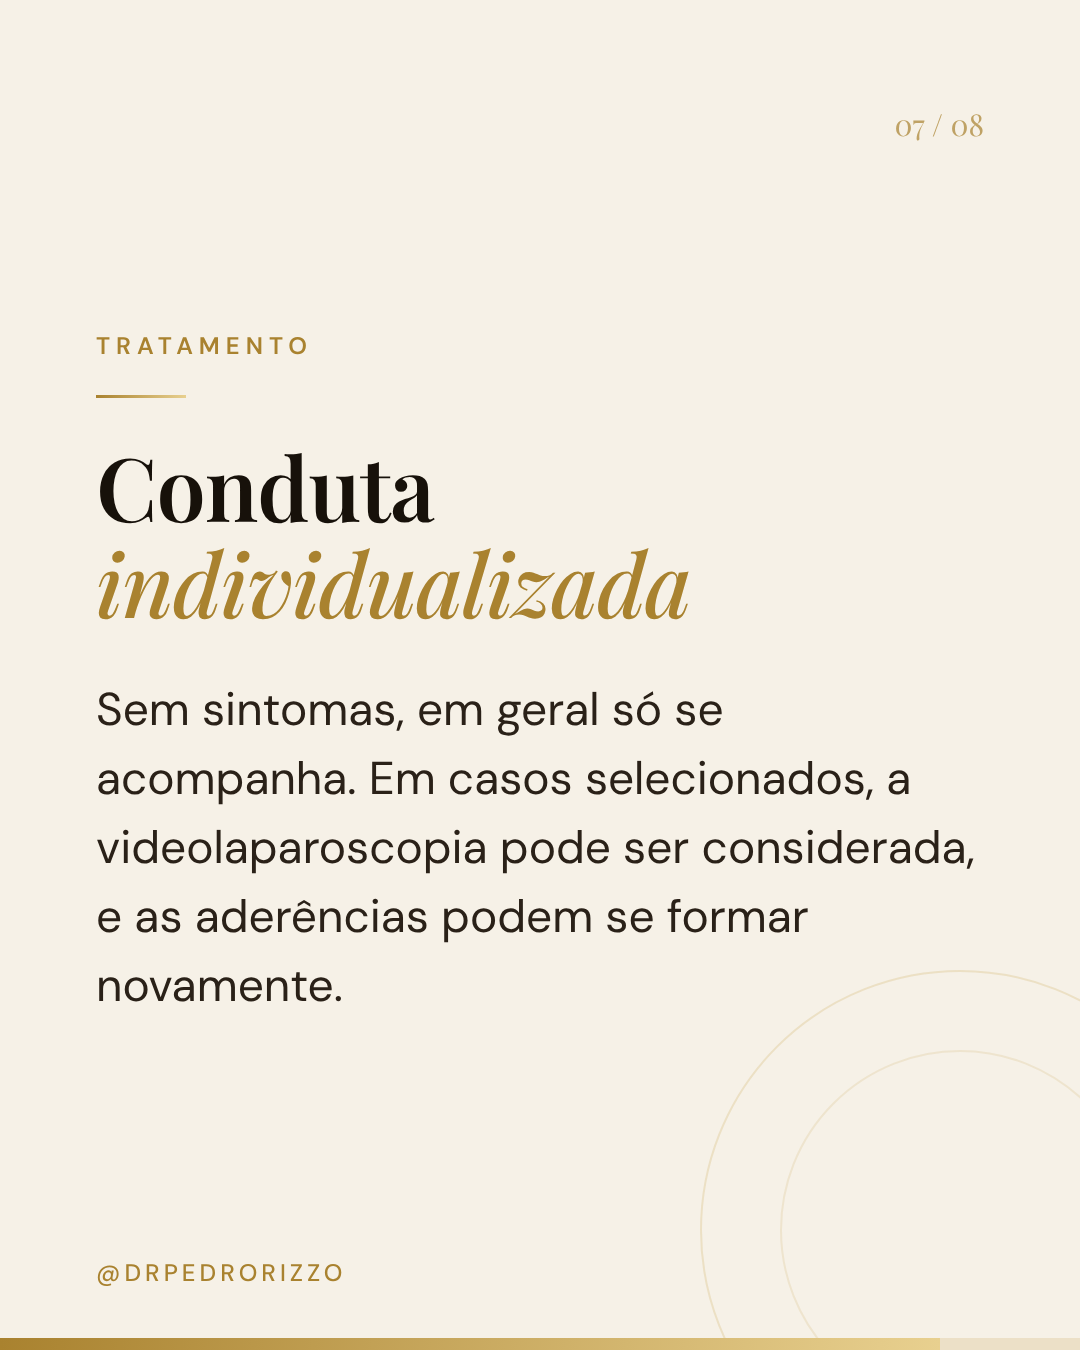 07 / 08
TRATAMENTO
Conduta
individualizada
Sem sintomas, em geral só se
acompanha. Em casos selecionados, a
videolaparoscopia pode ser considerada,
e as aderências podem se formar
novamente.
@DRPEDRORIZZO